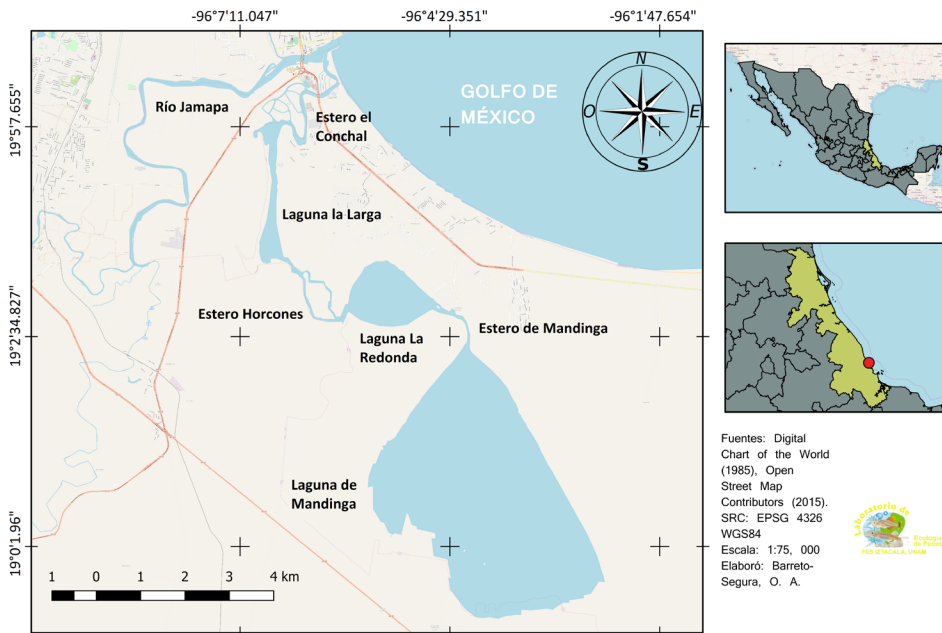 -96°7'11.047"
-96°4'29.351"
-96°1'47.654"
19°5'7.655"
19°2'34.827"
19°0'1.96"
Río Jamapa
Estero el
Conchal
GOLFO DE
MÉXICO
N
O
E
S
Laguna la Larga
Estero Horcones
Laguna La
Redonda
Estero de Mandinga
Laguna de
Mandinga
1 0 1 2 3 4 km
Fuentes: Digital
Chart of the World
(1985), Open
Street Map
Contributors (2015).
SRC: EPSG 4326
WGS84
Escala: 1:75, 000
Elaboró: Barreto-
Segura, O. A.
Laboratorio de
Ecología
de Peces
FES IZTACALA, UNAM